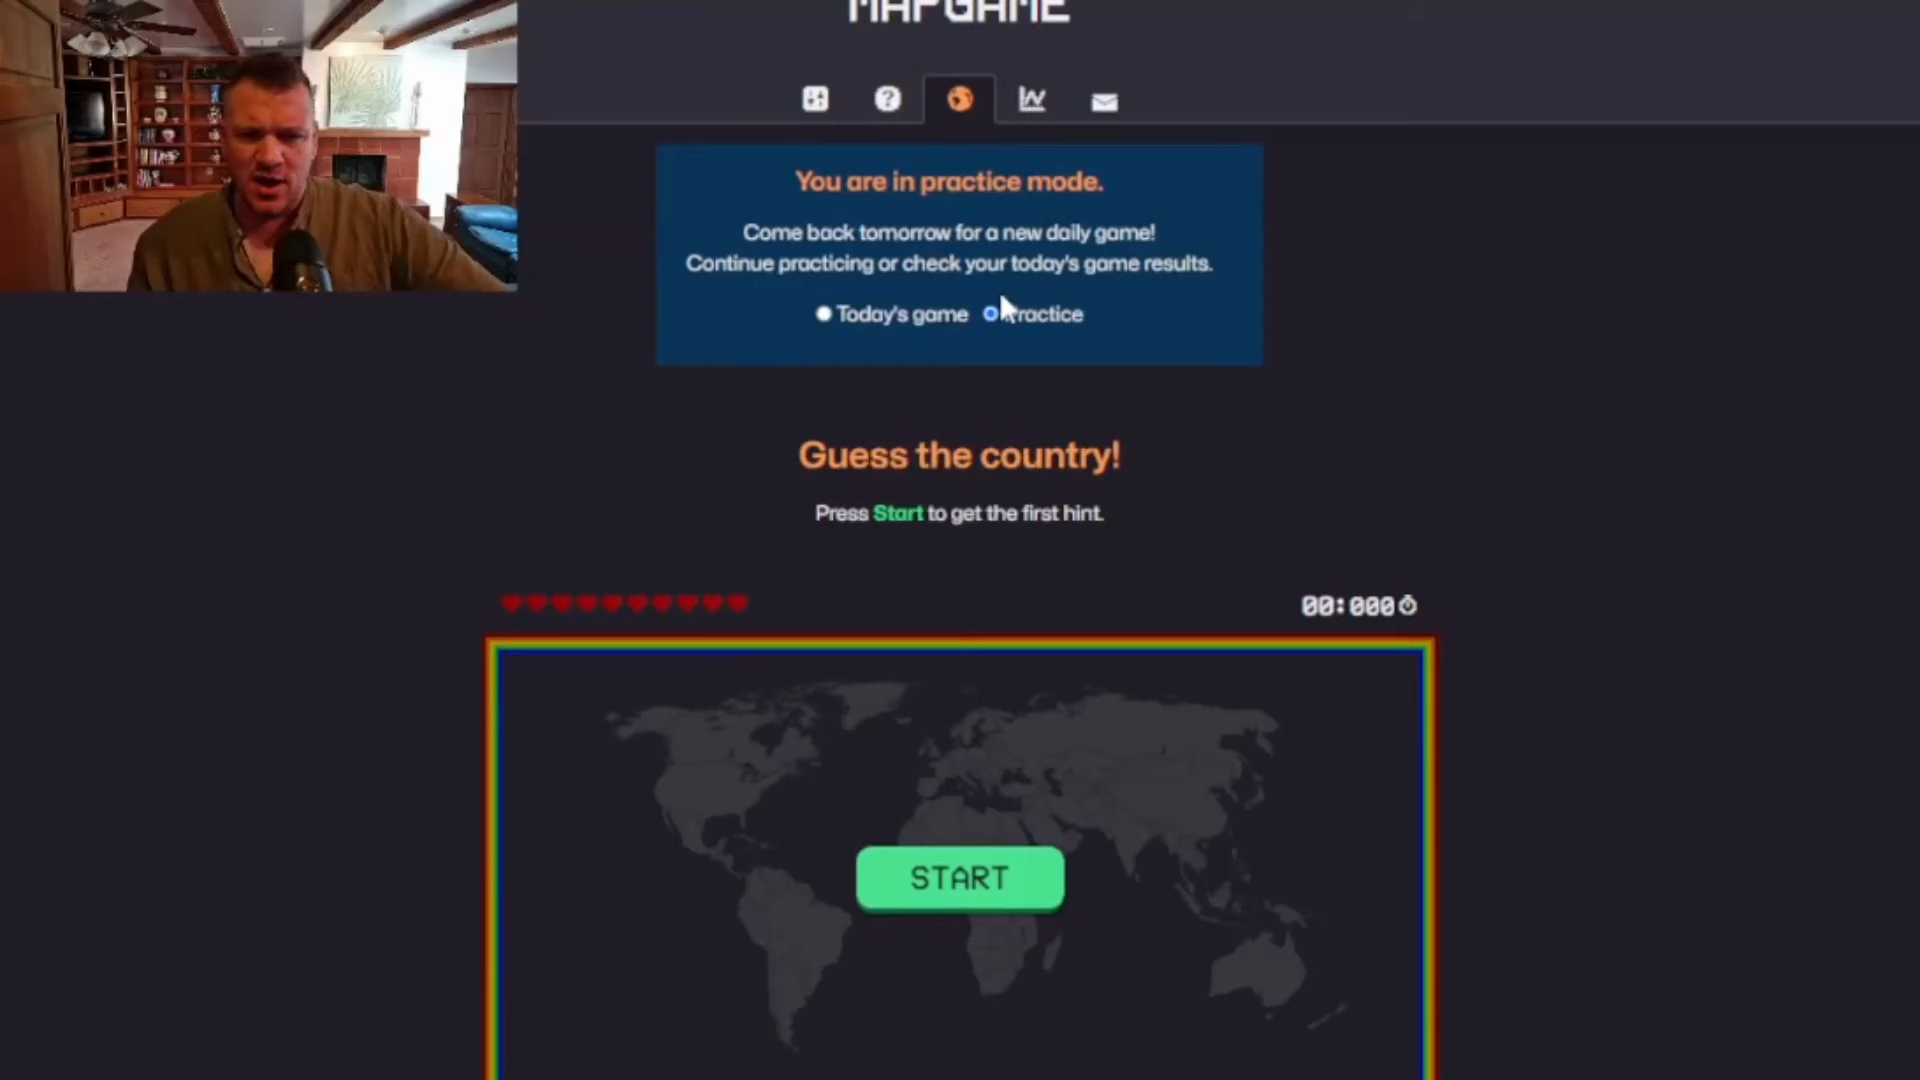 MAPGAME
You are in practice mode.
Come back tomorrow for a new daily game!
Continue practicing or check your today's game results.
Today's game Practice
Guess the country!
Press Start to get the first hint.
00:000
START